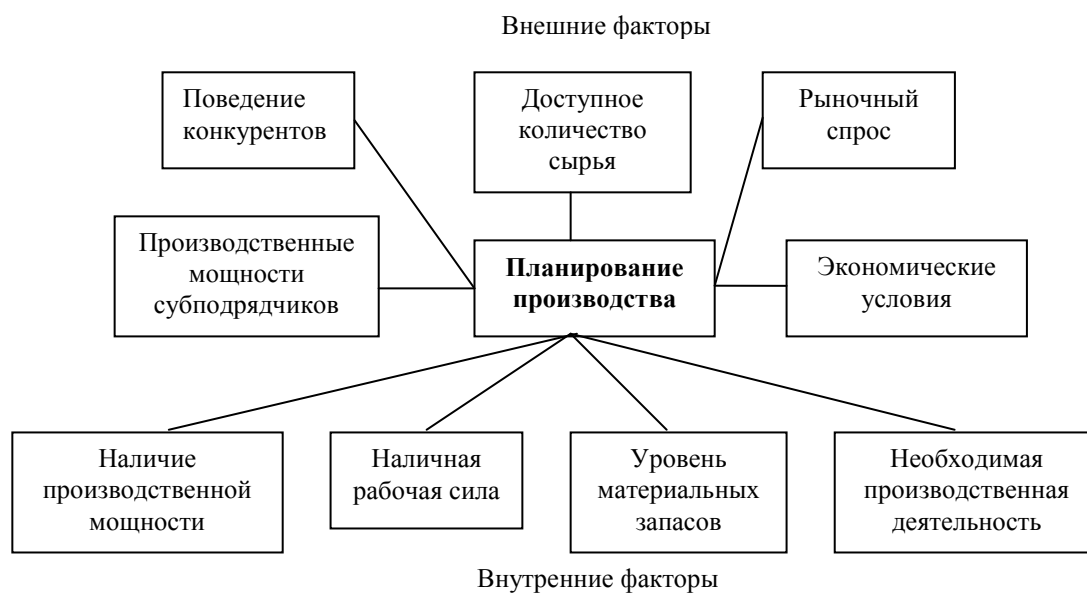 Внешние факторы
Поведение
конкурентов
Доступное
количество
сырья
Рыночный
спрос
Производственные
мощности
субподрядчиков
Планирование
производства
Экономические
условия
Наличие
производственной
мощности
Наличная
рабочая сила
Уровень
материальных
запасов
Необходимая
производственная
деятельность
Внутренние факторы